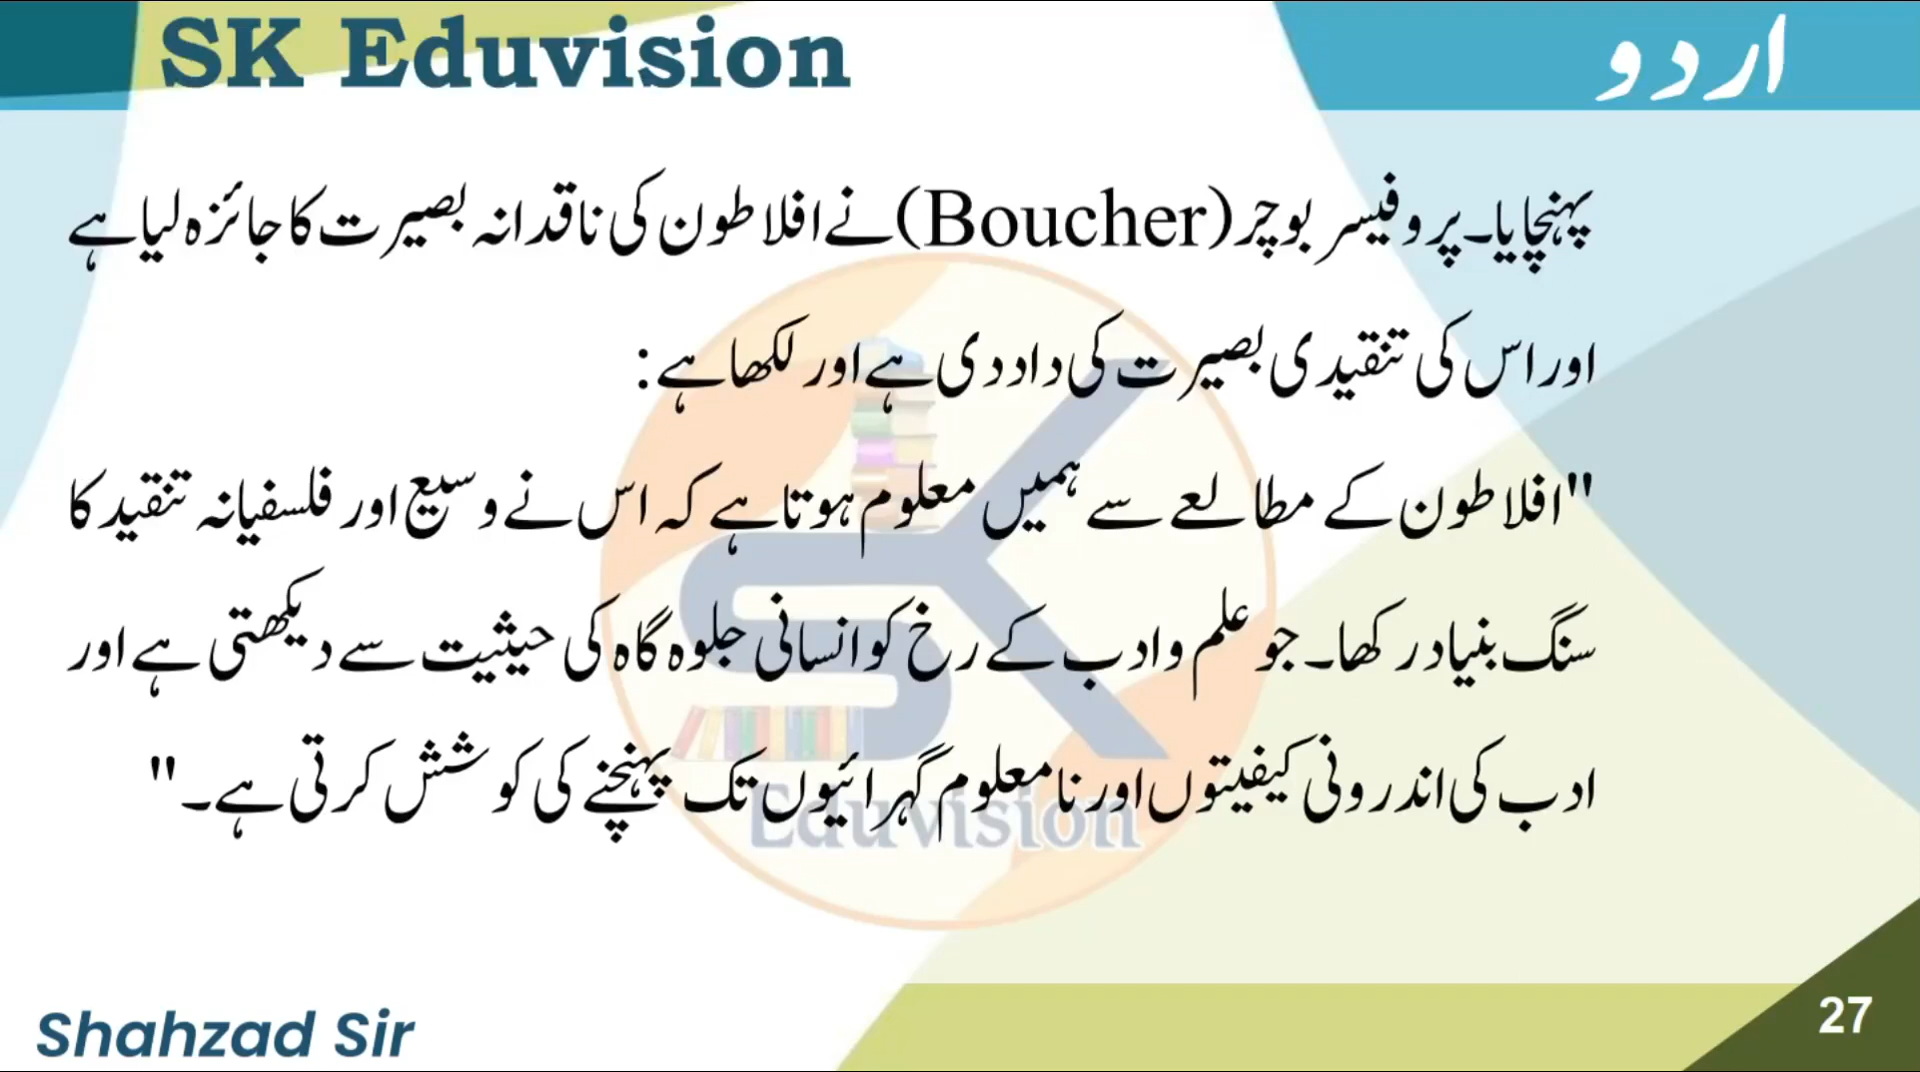 SK Eduvision
اردو
پہنچایا۔ پروفیسر بوچر (Boucher) نے افلاطون کی ناقدانہ بصیرت کا جائزہ لیا ہے
اور اس کی تنقیدی بصیرت کی داد دی ہے اور لکھا ہے:
"افلاطون کے مطالعے سے ہمیں معلوم ہوتا ہے کہ اس نے وسیع اور فلسفیانہ تنقید کا
سنگ بنیاد رکھا۔ جو علم و ادب کے رخ کو انسانی جلوہ گاہ کی حیثیت سے دیکھتی ہے اور
ادب کی اندرونی کیفیتوں اور نامعلوم گہرائیوں تک پہنچنے کی کوشش کرتی ہے۔"
SK
Eduvision
Shahzad Sir
27